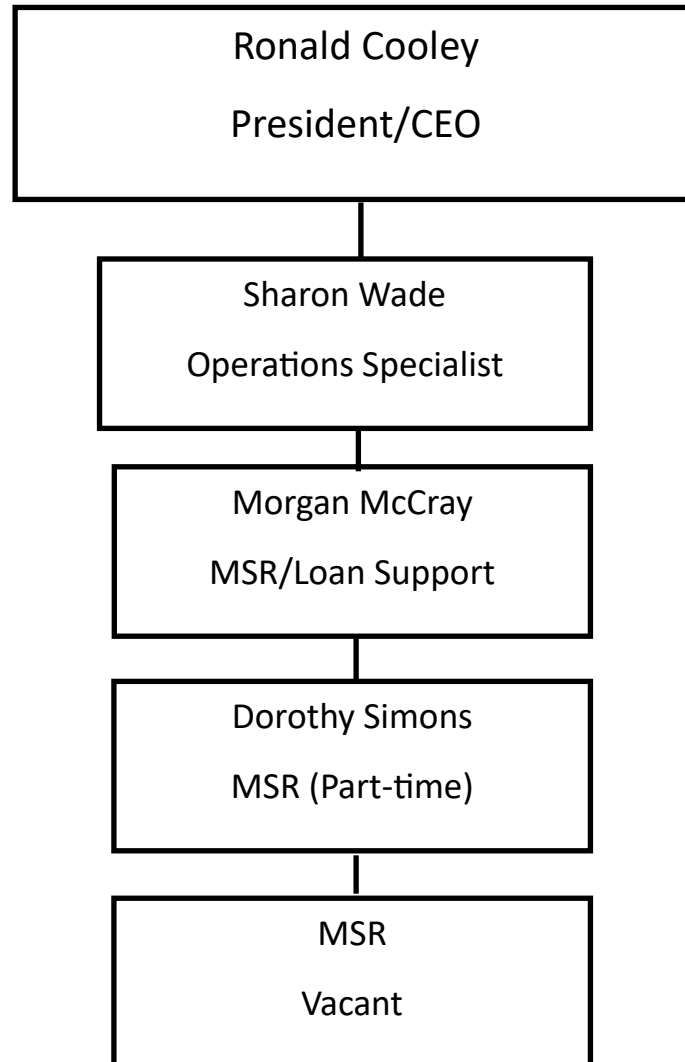 Ronald Cooley
President/CEO
Sharon Wade
Operations Specialist
Morgan McCray
MSR/Loan Support
Dorothy Simons
MSR (Part-time)
MSR
Vacant